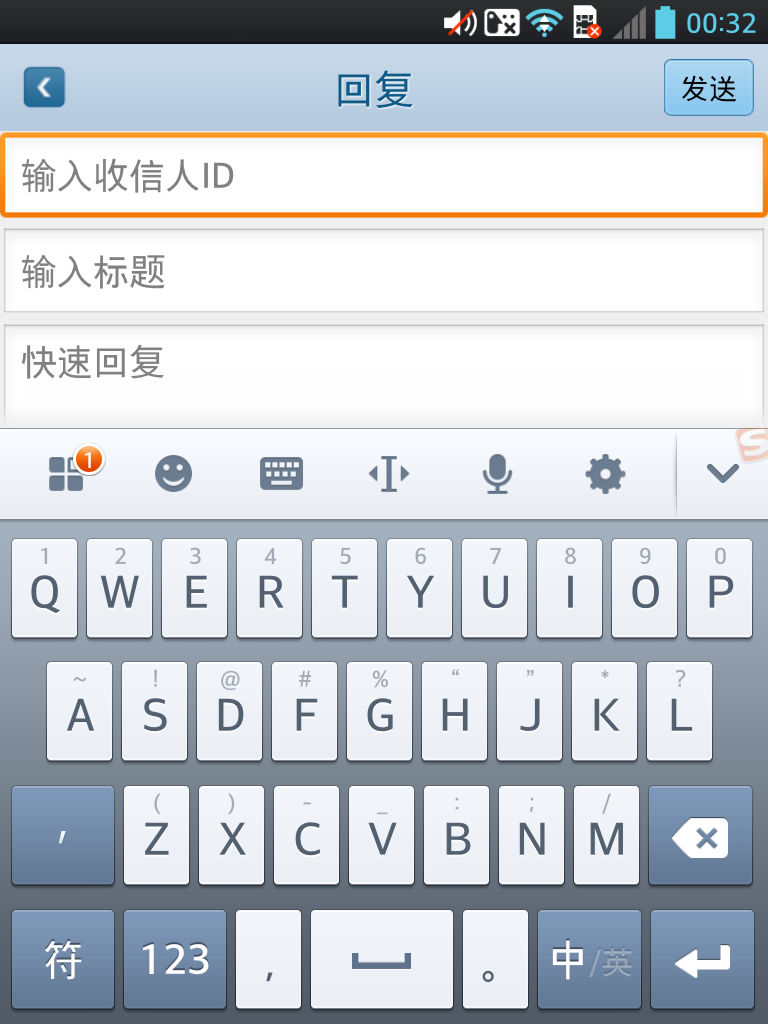 00:32
回复
发送
输入收信人ID
输入标题
快速回复
1
1 2 3 4 5 6 7 8 9 0
Q W E R T Y U I O P
~ ! @ # % “ ” * ?
A S D F G H J K L
( ) - _ : ; /
' Z X C V B N M
符 123 , 。 中/英